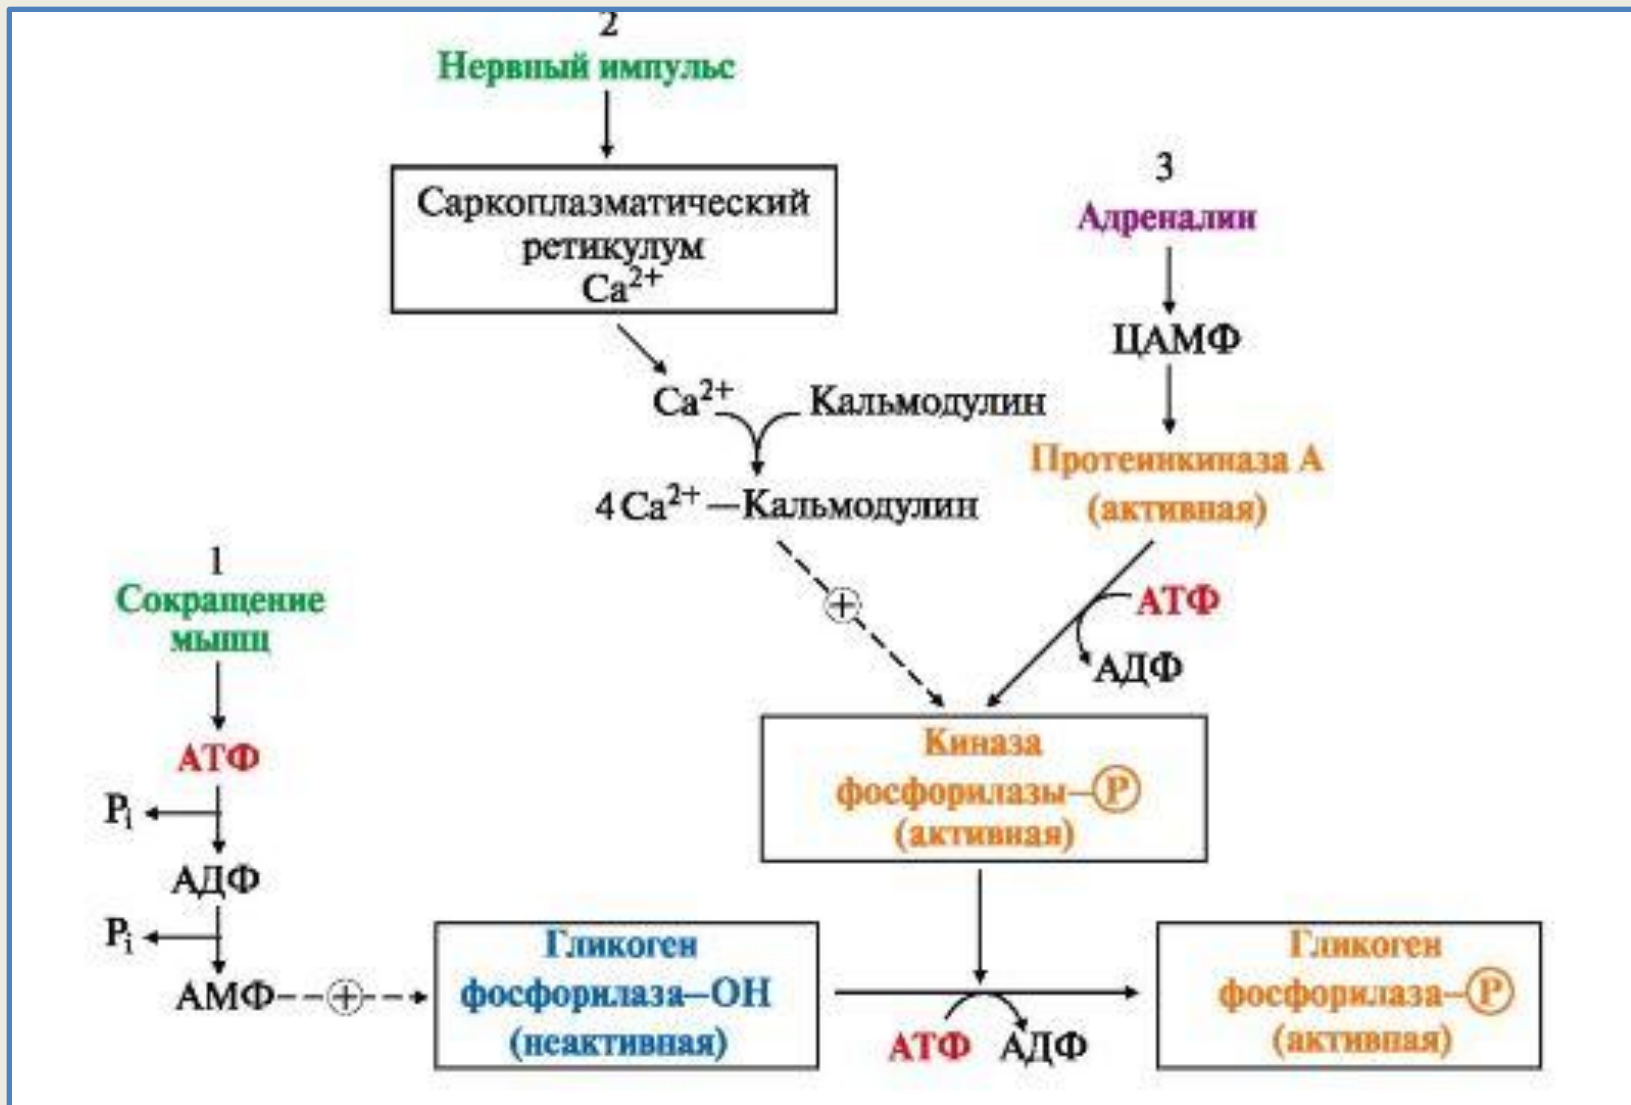 2
Нервный импульс
Саркоплазматический
ретикулум
Ca²⁺
3
Адреналин
ЦАМФ
Ca²⁺ Кальмодулин
Протеинкиназа А
(активная)
4 Ca²⁺ — Кальмодулин
1
Сокращение
мышц
+
АТФ
АДФ
АТФ
Pᵢ
АДФ
Pᵢ
АМФ
+
Киназа
фосфорилазы—P
(активная)
Гликоген
фосфорилаза—ОН
(неактивная)
АТФ АДФ
Гликоген
фосфорилаза—P
(активная)